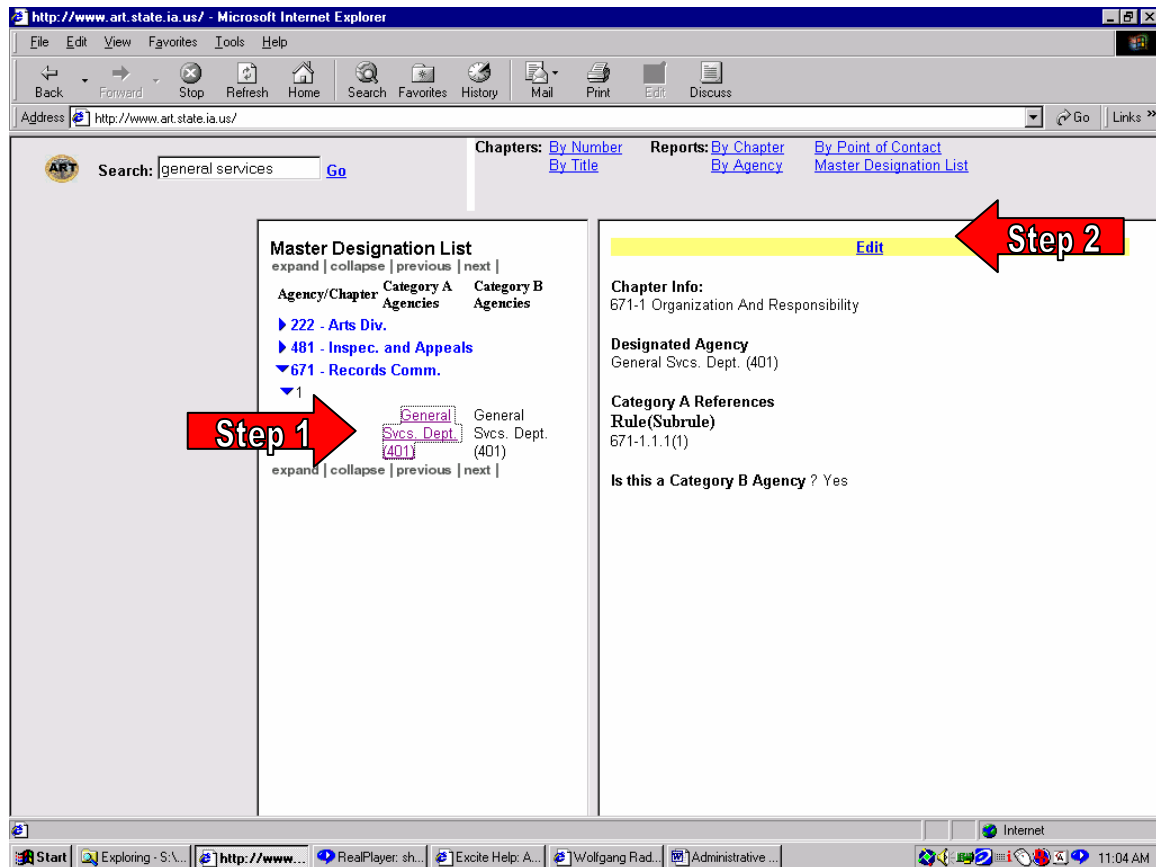 http://www.art.state.ia.us/ - Microsoft Internet Explorer
File Edit View Favorites Tools Help
Back Forward Stop Refresh Home Search Favorites History Mail Print Edit Discuss
Address http://www.art.state.ia.us/ Go Links »
ART Search: general services Go
Chapters: By Number Reports: By Chapter By Point of Contact
By Title By Agency Master Designation List
Master Designation List
expand | collapse | previous | next |
Agency/Chapter Category A Agencies Category B Agencies
222 - Arts Div.
481 - Inspec. and Appeals
671 - Records Comm.
1
General Svcs. Dept. (401)
General Svcs. Dept. (401)
expand | collapse | previous | next |
Step 1
Edit
Step 2
Chapter Info:
671-1 Organization And Responsibility
Designated Agency
General Svcs. Dept. (401)
Category A References
Rule(Subrule)
671-1.1.1(1)
Is this a Category B Agency ? Yes
Internet
Start Exploring - S:\... http://www... RealPlayer: sh... Excite Help: A... Wolfgang Rad... Administrative ... 11:04 AM